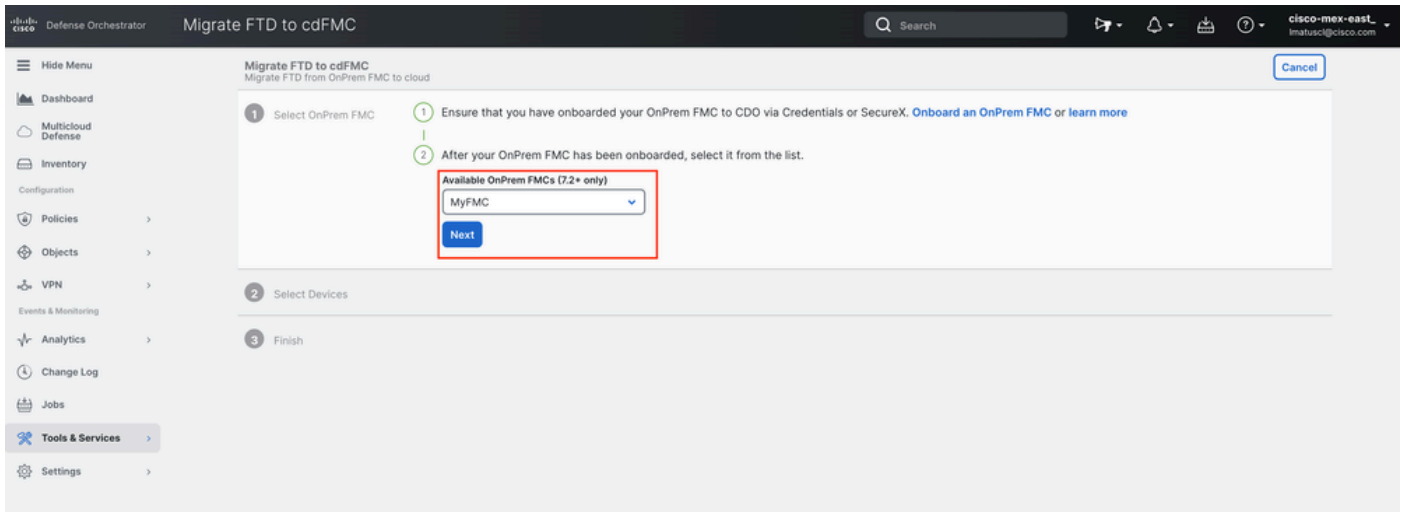 cisco Defense Orchestrator
Migrate FTD to cdFMC
Search
cisco-mex-east_
lmatuscl@cisco.com
Hide Menu
Dashboard
Multicloud
Defense
Inventory
Configuration
Policies
Objects
VPN
Events & Monitoring
Analytics
Change Log
Jobs
Tools & Services
Settings
Migrate FTD to cdFMC
Migrate FTD from OnPrem FMC to cloud
Cancel
1 Select OnPrem FMC
1 Ensure that you have onboarded your OnPrem FMC to CDO via Credentials or SecureX. Onboard an OnPrem FMC or learn more
2 After your OnPrem FMC has been onboarded, select it from the list.
Available OnPrem FMCs (7.2+ only)
MyFMC
Next
2 Select Devices
3 Finish